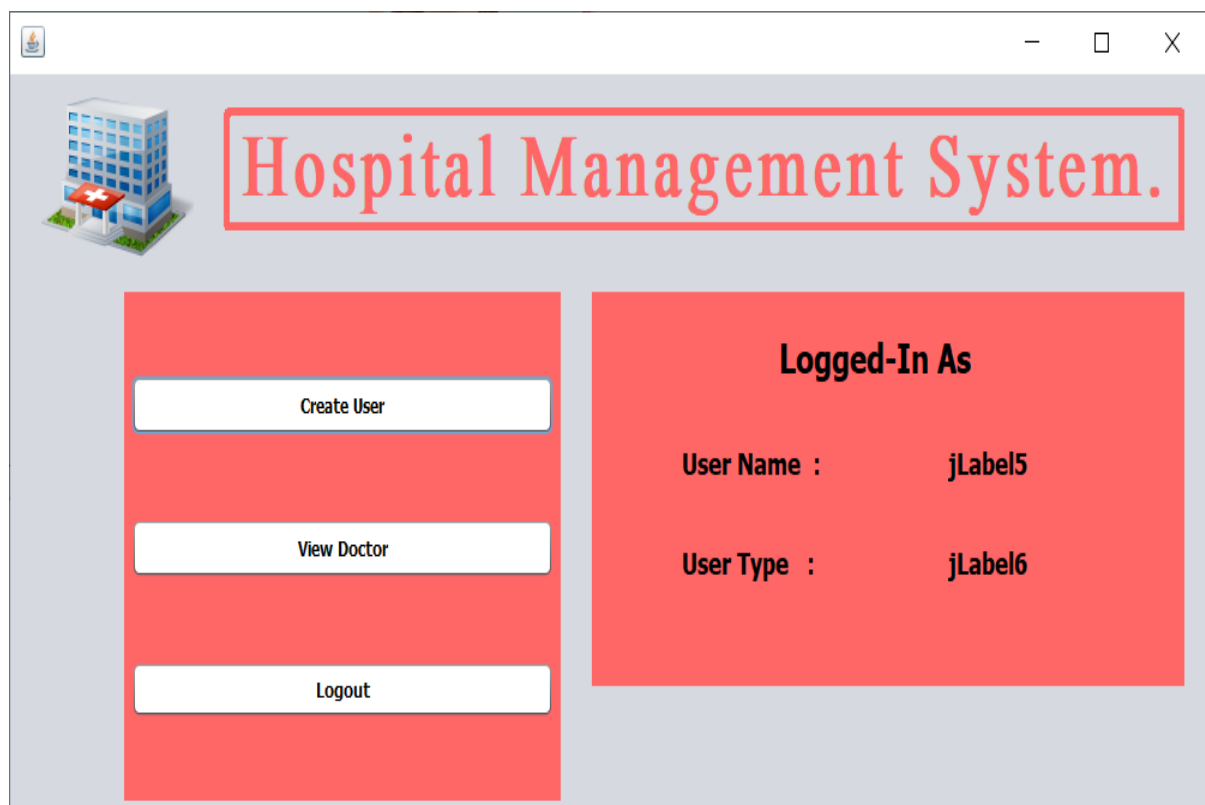 Hospital Management System.
Create User
View Doctor
Logout
Logged-In As
User Name :
jLabel5
User Type :
jLabel6